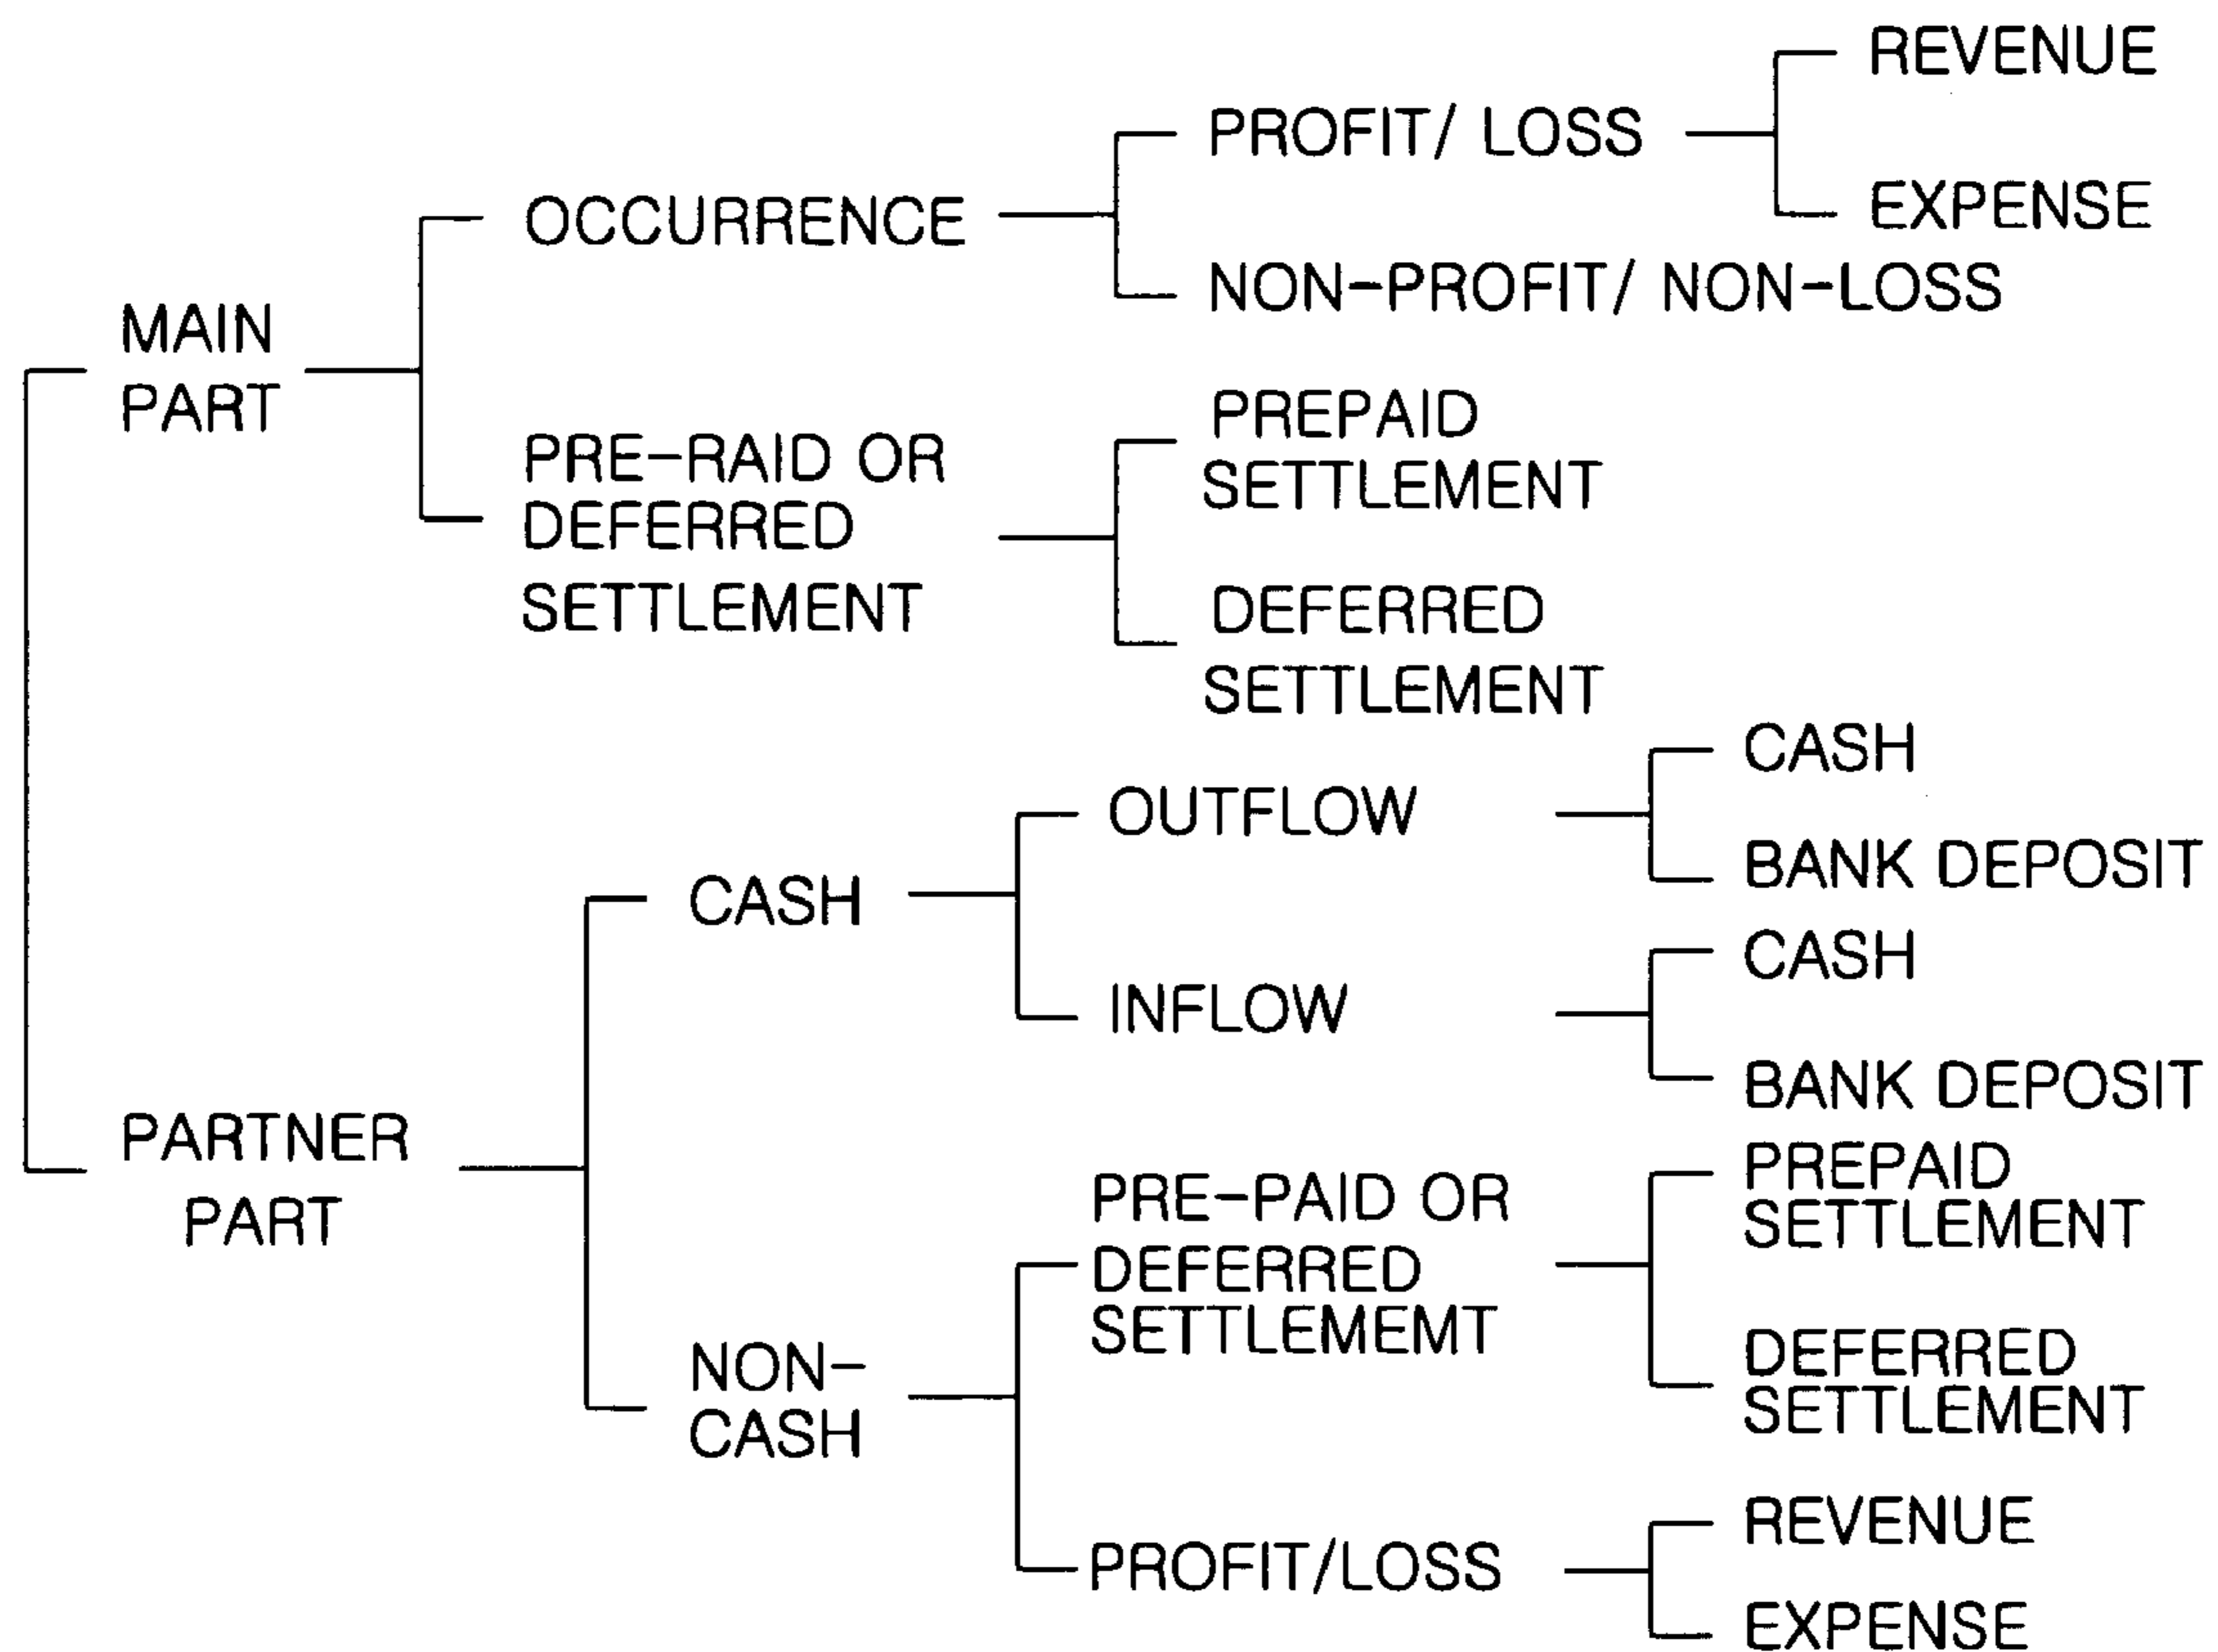 REVENUE
PROFIT/ LOSS
EXPENSE
OCCURRENCE
NON-PROFIT/ NON-LOSS
MAIN
PART
PREPAID
SETTLEMENT
PRE-RAID OR
DEFERRED
SETTLEMENT
DEFERRED
SETTLEMENT
CASH
OUTFLOW
BANK DEPOSIT
CASH
CASH
INFLOW
BANK DEPOSIT
PARTNER
PART
PREPAID
SETTLEMENT
PRE-PAID OR
DEFERRED
SETTLEMEMT
DEFERRED
SETTLEMENT
NON-
CASH
REVENUE
PROFIT/LOSS
EXPENSE